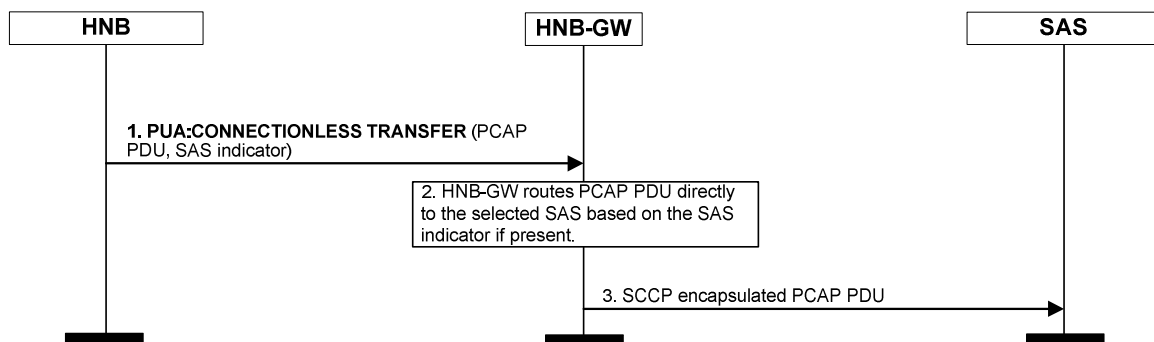 HNB
HNB-GW
SAS
1. PUA:CONNECTIONLESS TRANSFER (PCAP
PDU, SAS indicator)
2. HNB-GW routes PCAP PDU directly
to the selected SAS based on the SAS
indicator if present.
3. SCCP encapsulated PCAP PDU